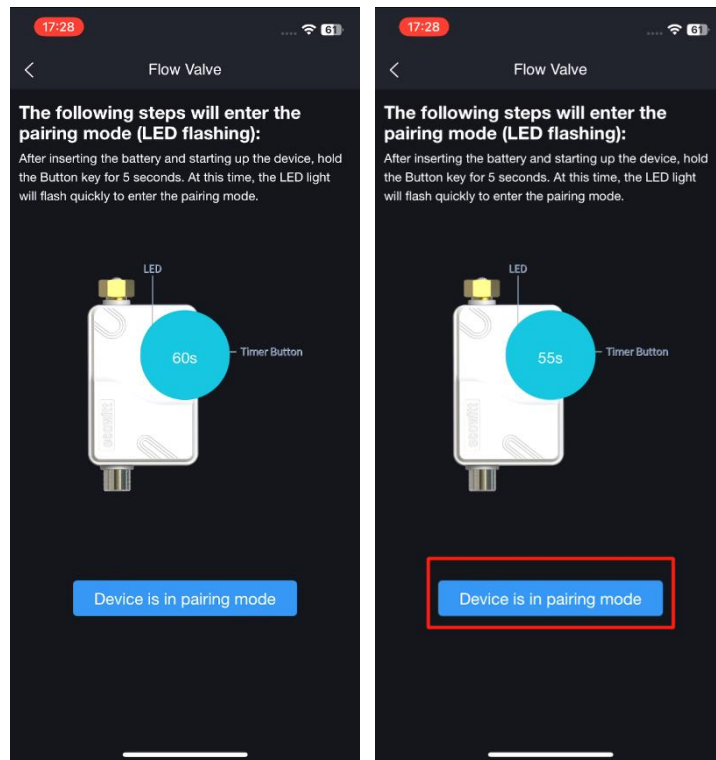 17:28
61
Flow Valve
The following steps will enter the
pairing mode (LED flashing):
After inserting the battery and starting up the device, hold
the Button key for 5 seconds. At this time, the LED light
will flash quickly to enter the pairing mode.
LED
60s
Timer Button
ecowitt
Device is in pairing mode
17:28
61
Flow Valve
The following steps will enter the
pairing mode (LED flashing):
After inserting the battery and starting up the device, hold
the Button key for 5 seconds. At this time, the LED light
will flash quickly to enter the pairing mode.
LED
55s
Timer Button
ecowitt
Device is in pairing mode